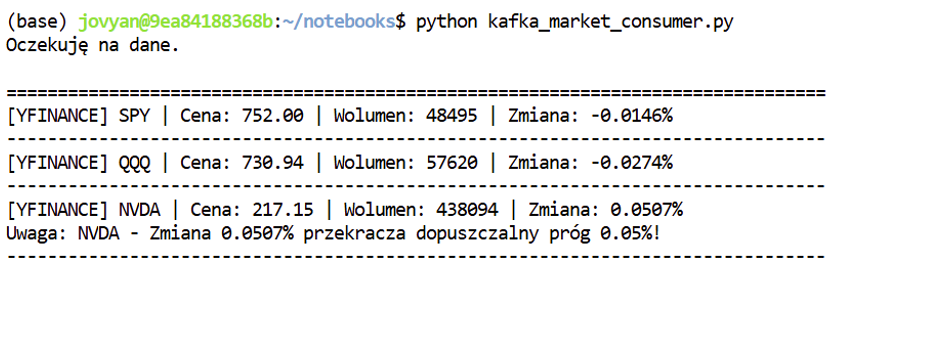 (base) jovyan@9ea84188368b:~/notebooks$ python kafka_market_consumer.py
Oczekuję na dane.
================================================================================
[YFINANCE] SPY | Cena: 752.00 | Wolumen: 48495 | Zmiana: -0.0146%
--------------------------------------------------------------------------------
[YFINANCE] QQQ | Cena: 730.94 | Wolumen: 57620 | Zmiana: -0.0274%
--------------------------------------------------------------------------------
[YFINANCE] NVDA | Cena: 217.15 | Wolumen: 438094 | Zmiana: 0.0507%
Uwaga: NVDA - Zmiana 0.0507% przekracza dopuszczalny próg 0.05%!
--------------------------------------------------------------------------------